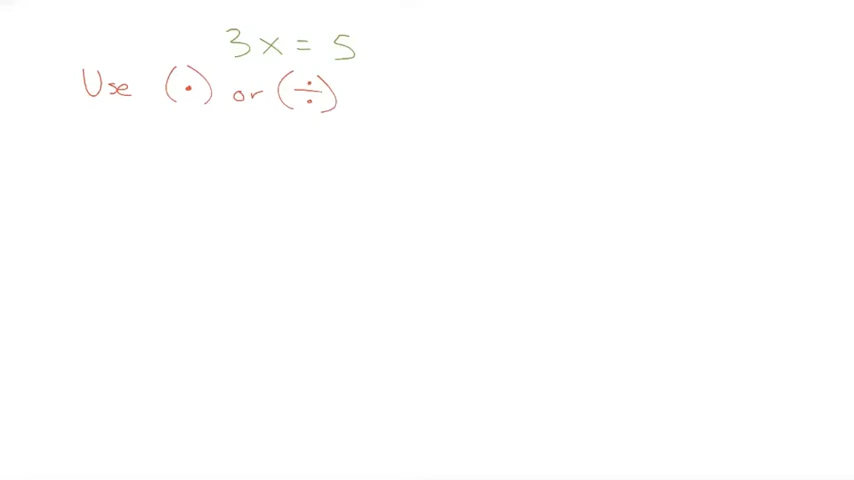 3x = 5
Use (·) or (÷)